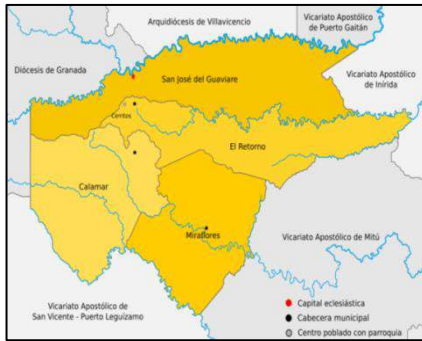 Arquidiócesis de Villavicencio
Vicariato Apostólico
de Puerto Gaitán
Diócesis de Granada
San José del Guaviare
Vicariato Apostólico
de Inírida
Cerritos
El Retorno
Calamar
Miraflores
Vicariato Apostólico de Mitú
Vicariato Apostólico de
San Vicente - Puerto Leguízamo
Capital eclesiástica
Cabecera municipal
Centro poblado con parroquia